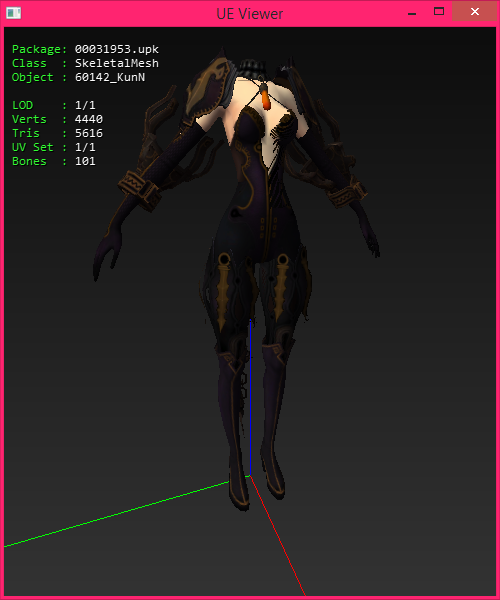 UE Viewer
Package: 00031953.upk
Class : SkeletalMesh
Object : 60142_KunN
LOD : 1/1
Verts : 4440
Tris : 5616
UV Set : 1/1
Bones : 101